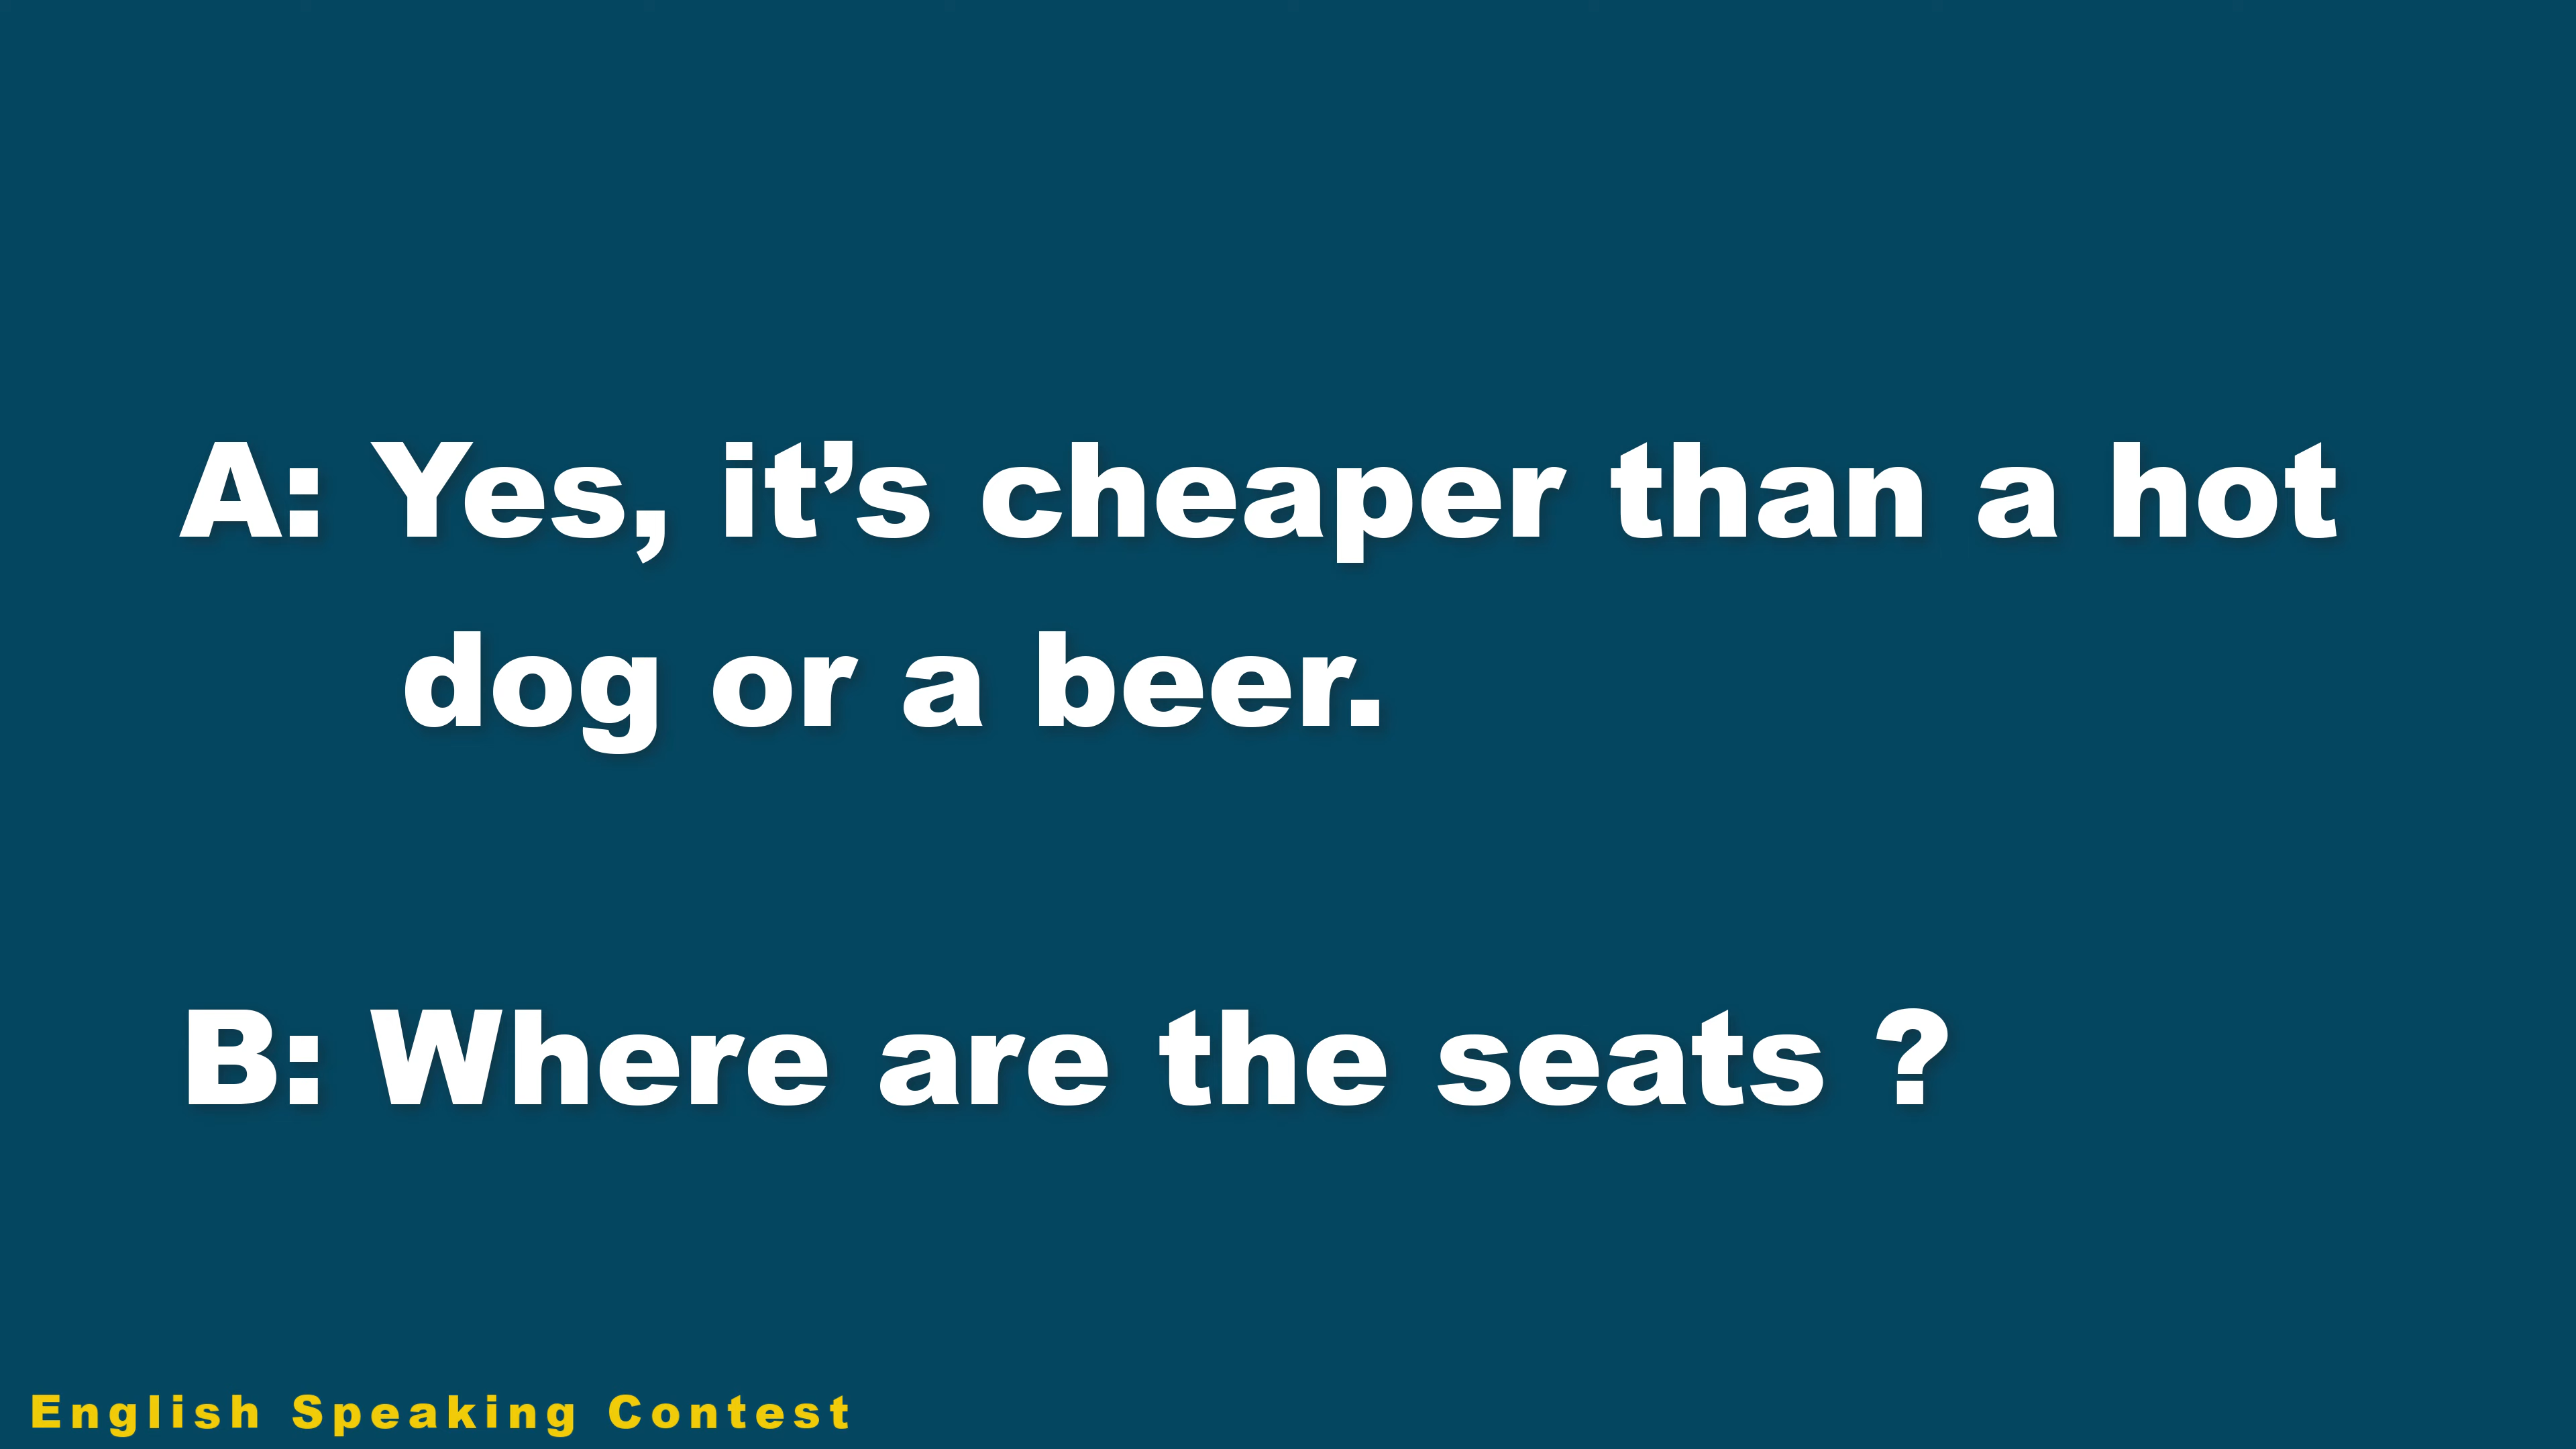 A: Yes, it’s cheaper than a hot
dog or a beer.
B: Where are the seats ?
English Speaking Contest